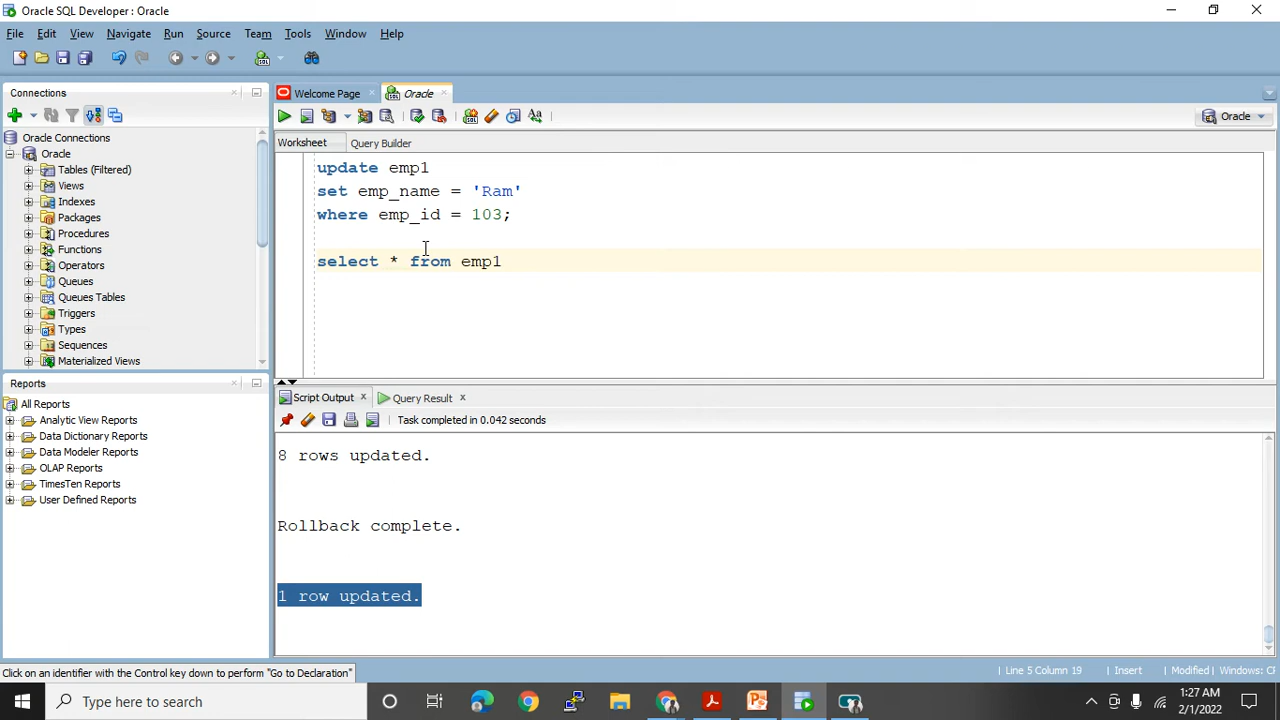 Oracle SQL Developer : Oracle
File Edit View Navigate Run Source Team Tools Window Help
Connections
Oracle Connections
Oracle
Tables (Filtered)
Views
Indexes
Packages
Procedures
Functions
Operators
Queues
Queues Tables
Triggers
Types
Sequences
Materialized Views
Reports
All Reports
Analytic View Reports
Data Dictionary Reports
Data Modeler Reports
OLAP Reports
TimesTen Reports
User Defined Reports
Welcome Page Oracle
Oracle
Worksheet Query Builder
update emp1
set emp_name = 'Ram'
where emp_id = 103;
select * from emp1
Script Output Query Result
Task completed in 0.042 seconds
8 rows updated.
Rollback complete.
1 row updated.
Click on an identifier with the Control key down to perform "Go to Declaration"
Line 5 Column 19 Insert Modified Windows: CF
Type here to search
1:27 AM
2/1/2022